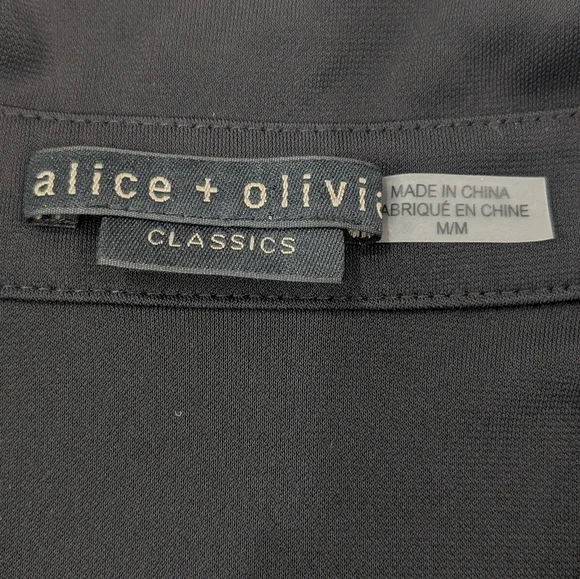 alice + olivi
CLASSICS
MADE IN CHINA
ABRIQUÉ EN CHINE
M/M